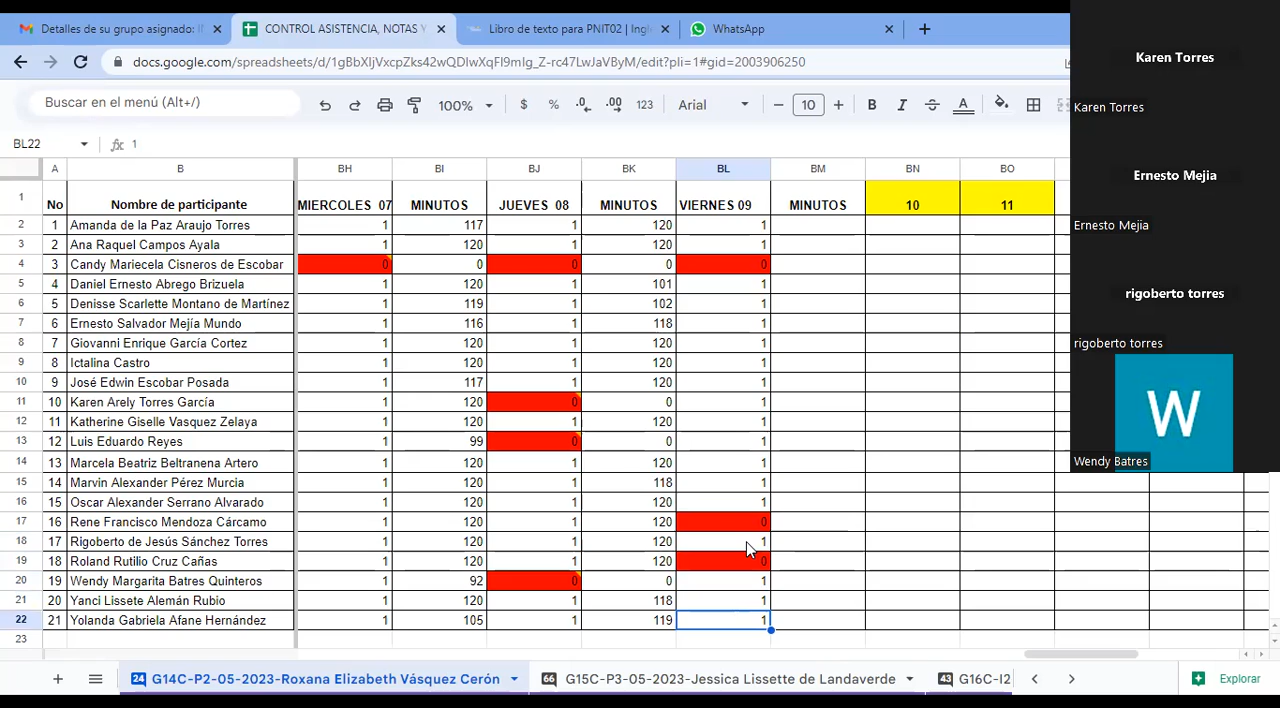 Detalles de su grupo asignado: I
CONTROL ASISTENCIA, NOTAS Y
Libro de texto para PNIT02 | Ingl
WhatsApp
docs.google.com/spreadsheets/d/1gBbXIjVxcpZks42wQDIwXqFI9mIg_Z-rc47LwJaVByM/edit?pli=1#gid=2003906250
Buscar en el menú (Alt+/)
100% $ % .0 .00 123 Arial 10 B I A
BL22 fx 1
A B BH BI BJ BK BL BM BN BO
1 No Nombre de participante MIERCOLES 07 MINUTOS JUEVES 08 MINUTOS VIERNES 09 MINUTOS 10 11
2 1 Amanda de la Paz Araujo Torres 1 117 1 120 1
3 2 Ana Raquel Campos Ayala 1 120 1 120 1
4 3 Candy Mariecela Cisneros de Escobar 0 0 0 0 0
5 4 Daniel Ernesto Abrego Brizuela 1 120 1 101 1
6 5 Denisse Scarlette Montano de Martínez 1 119 1 102 1
7 6 Ernesto Salvador Mejía Mundo 1 116 1 118 1
8 7 Giovanni Enrique García Cortez 1 120 1 120 1
9 8 Ictalina Castro 1 120 1 120 1
10 9 José Edwin Escobar Posada 1 117 1 120 1
11 10 Karen Arely Torres García 1 120 0 0 1
12 11 Katherine Giselle Vasquez Zelaya 1 120 1 120 1
13 12 Luis Eduardo Reyes 1 99 0 0 1
14 13 Marcela Beatriz Beltranena Artero 1 120 1 120 1
15 14 Marvin Alexander Pérez Murcia 1 120 1 118 1
16 15 Oscar Alexander Serrano Alvarado 1 120 1 120 1
17 16 Rene Francisco Mendoza Cárcamo 1 120 1 120 0
18 17 Rigoberto de Jesús Sánchez Torres 1 120 1 120 1
19 18 Roland Rutilio Cruz Cañas 1 120 1 120 0
20 19 Wendy Margarita Batres Quinteros 1 92 0 0 1
21 20 Yanci Lissete Alemán Rubio 1 120 1 118 1
22 21 Yolanda Gabriela Afane Hernández 1 105 1 119 1
23
24 G14C-P2-05-2023-Roxana Elizabeth Vásquez Cerón
66 G15C-P3-05-2023-Jessica Lissette de Landaverde
43 G16C-I2
Explorar
Karen Torres
Karen Torres
Ernesto Mejia
Ernesto Mejia
rigoberto torres
rigoberto torres
W
Wendy Batres